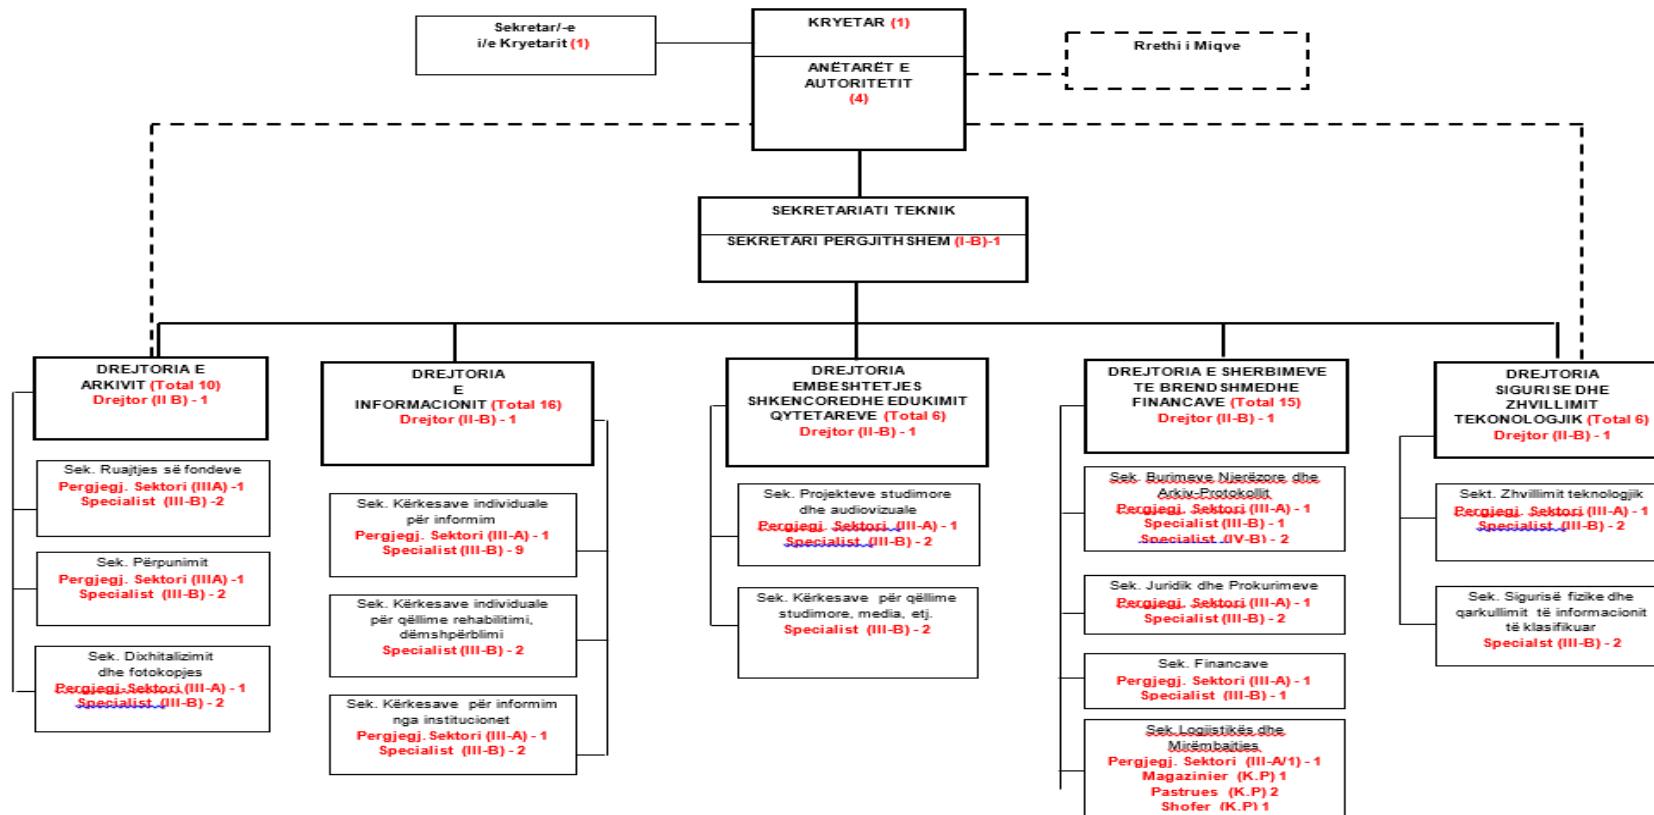 Sekretar/-e
i/e Kryetarit (1)
KRYETAR (1)
ANËTARËT E
AUTORITETIT
(4)
Rrethi i Miqve
SEKRETARIATI TEKNIK
SEKRETARI PERGJITHSHEM (I-B)-1
DREJTORIA E
ARKIVIT (Total 10)
Drejtor (II B) - 1
Sek. Ruajtjes së fondeve
Pergjegj. Sektori (IIIA) -1
Specialist (III-B) -2
Sek. Përpunimit
Pergjegj. Sektori (IIIA) -1
Specialist (III-B) - 2
Sek. Dixhitalizimit
dhe fotokopjes
Pergjegj-Sektori (III-A) - 1
Specialist (III-B) - 2
DREJTORIA
E
INFORMACIONIT (Total 16)
Drejtor (II-B) - 1
Sek. Kërkesave individuale
për informim
Pergjegj. Sektori (III-A) - 1
Specialist (III-B) - 9
Sek. Kërkesave individuale
për qëllime rehabilitimi,
dëmshpërblimi
Specialist (III-B) - 2
Sek. Kërkesave për informim
nga institucionet
Pergjegj. Sektori (III-A) - 1
Specialist (III-B) - 2
DREJTORIA
EMBESHTETJES
SHKENCOREDHE EDUKIMIT
QYTETAREVE (Total 6)
Drejtor (II-B) - 1
Sek. Projekteve studimore
dhe audiovizuale
Pergjegj. Sektori (III-A) - 1
Specialist (III-B) - 2
Sek. Kërkesave për qëllime
studimore, media, etj.
Specialist (III-B) - 2
DREJTORIA E SHERBIMEVE
TE BRENDSHMEDHE
FINANCAVE (Total 15)
Drejtor (II-B) - 1
Sek. Burimeve Njerëzore dhe
Arkiv-Protokollit
Pergjegj. Sektori (III-A) - 1
Specialist (III-B) - 1
Specialist (IV-B) - 2
Sek. Juridik dhe Prokurimeve
Pergjegj. Sektori (III-A) - 1
Specialist (III-B) - 2
Sek. Financave
Pergjegj. Sektori (III-A) - 1
Specialist (III-B) - 1
Sek.Logjistikës dhe
Mirëmbajtjes
Pergjegj. Sektori (III-A/1) - 1
Magazinier (K.P) 1
Pastrues (K.P) 2
Shofer (K.P) 1
DREJTORIA
SIGURISE DHE
ZHVILLIMIT
TEKONOLOGJIK (Total 6)
Drejtor (II-B) - 1
Sekt. Zhvillimit teknologjik
Pergjegj. Sektori (III-A) - 1
Specialist (III-B) - 2
Sek. Sigurisë fizike dhe
qarkullimit të informacionit
të klasifikuar
Specialist (III-B) - 2